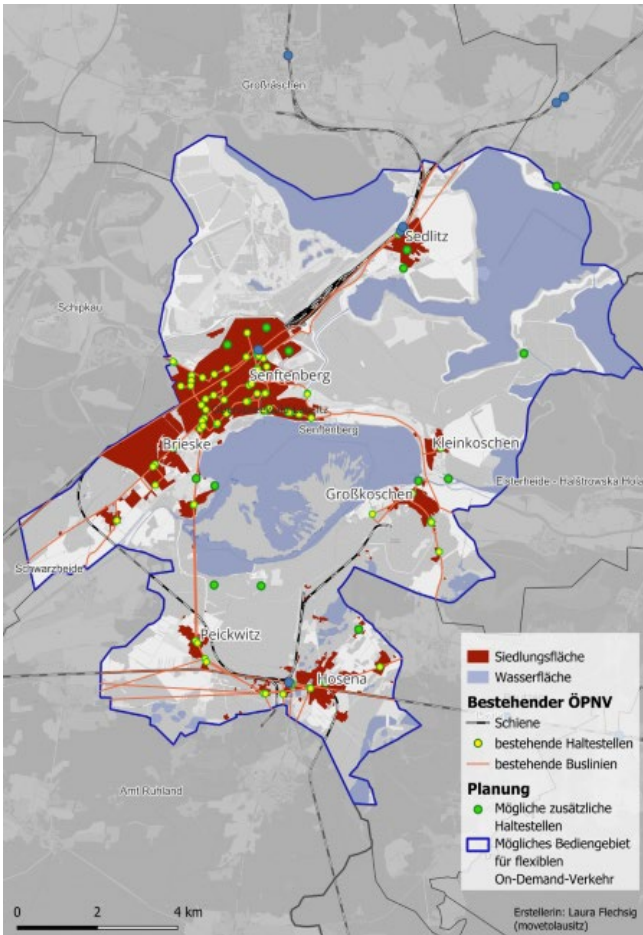 Großräschen
Sedlitz
Schipkau
Senftenberg
Senftenberg
Brieske
Kleinkoschen
Großkoschen
Elsterheide - Halštrowska Hola
Schwarzheide
Peickwitz
Hosena
Amt Ruhland
Siedlungsfläche
Wasserfläche
Bestehender ÖPNV
Schiene
bestehende Haltestellen
bestehende Buslinien
Planung
Mögliche zusätzliche
Haltestellen
Mögliches Bediengebiet
für flexiblen
On-Demand-Verkehr
0 2 4 km
Erstellerin: Laura Flechsig
(movetolausitz)